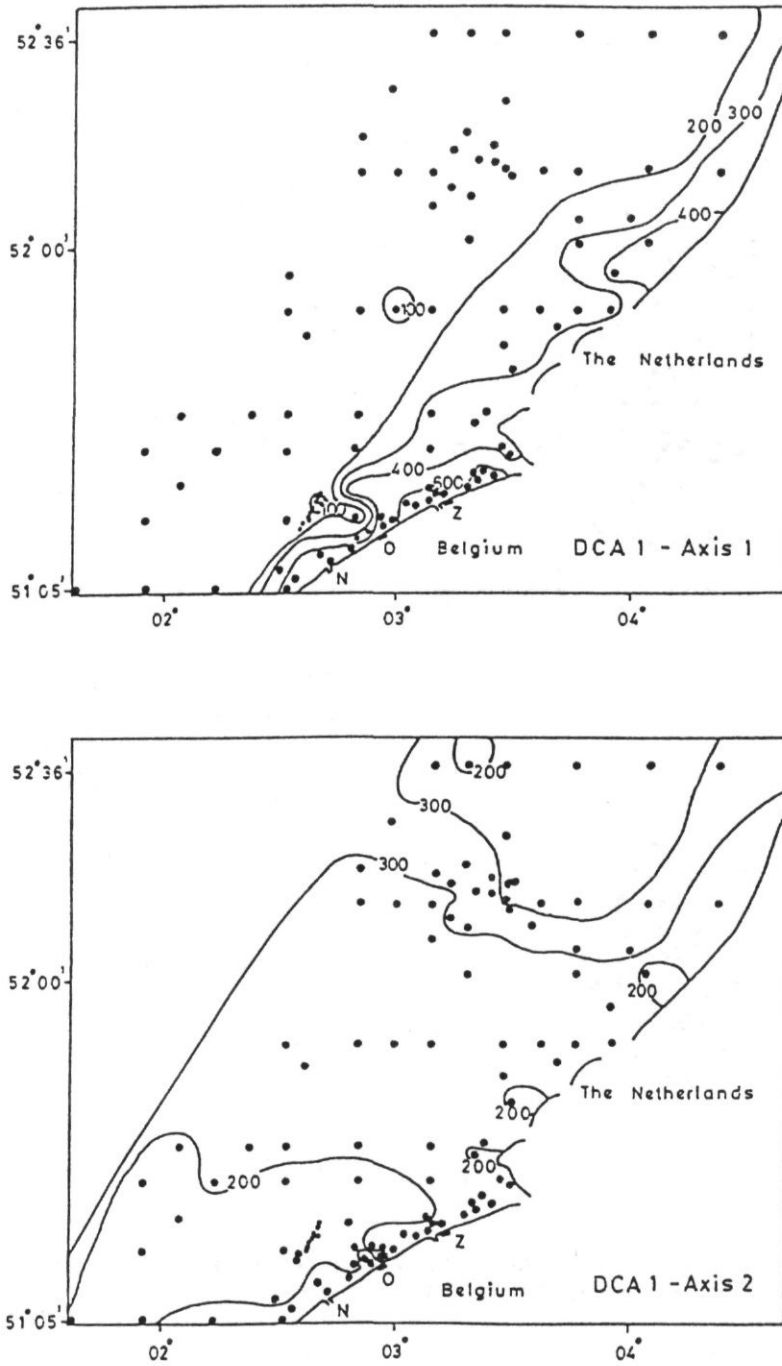 52°36'
200
300
400
52°00'
100
The Netherlands
400
500
100
Z
O
Belgium
DCA 1 - Axis 1
N
51°05'
02°
03°
04°
52°36'
200
300
300
52°00'
200
The Netherlands
200
200
200
Z
O
Belgium
DCA 1 - Axis 2
N
51°05'
02°
03°
04°